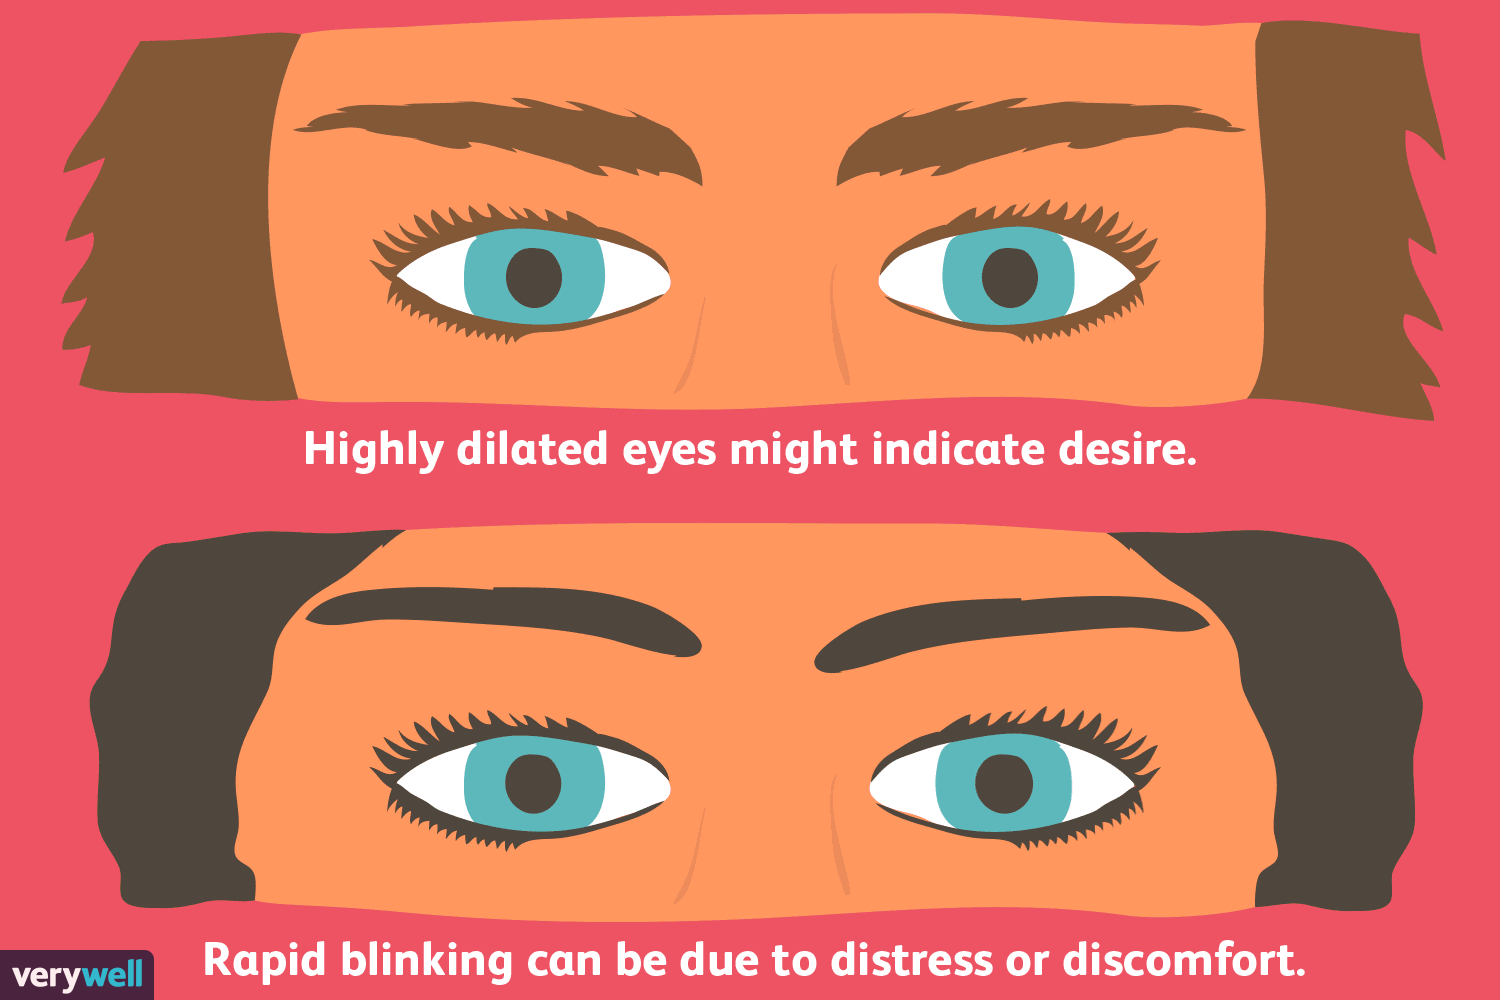 Highly dilated eyes might indicate desire.
Rapid blinking can be due to distress or discomfort.
verywell